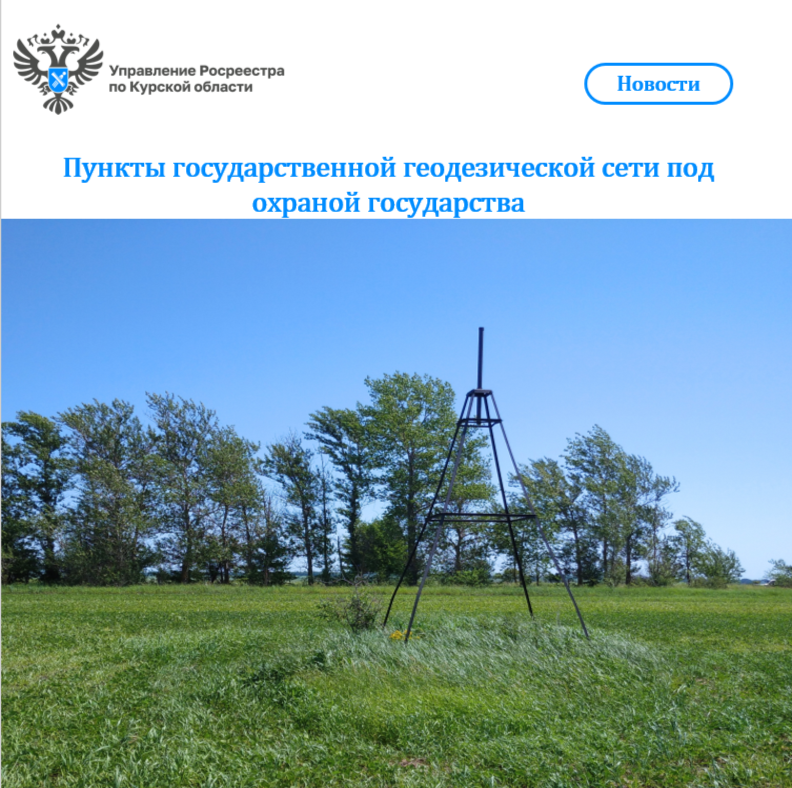 Управление Росреестра
по Курской области
Новости
Пункты государственной геодезической сети под
охраной государства